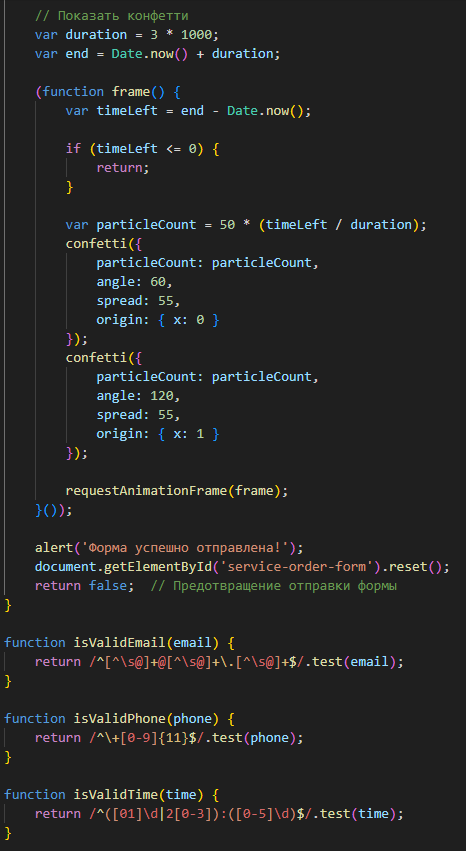 // Показать конфетти
var duration = 3 * 1000;
var end = Date.now() + duration;
(function frame() {
var timeLeft = end - Date.now();
if (timeLeft <= 0) {
return;
}
var particleCount = 50 * (timeLeft / duration);
confetti({
particleCount: particleCount,
angle: 60,
spread: 55,
origin: { x: 0 }
});
confetti({
particleCount: particleCount,
angle: 120,
spread: 55,
origin: { x: 1 }
});
requestAnimationFrame(frame);
}());
alert('Форма успешно отправлена!');
document.getElementById('service-order-form').reset();
return false;  // Предотвращение отправки формы
}
function isValidEmail(email) {
return /^[^\s@]+@[^\s@]+\.[^\s@]+$/.test(email);
}
function isValidPhone(phone) {
return /^\+[0-9]{11}$/.test(phone);
}
function isValidTime(time) {
return /^([01]\d|2[0-3]):([0-5]\d)$/.test(time);
}